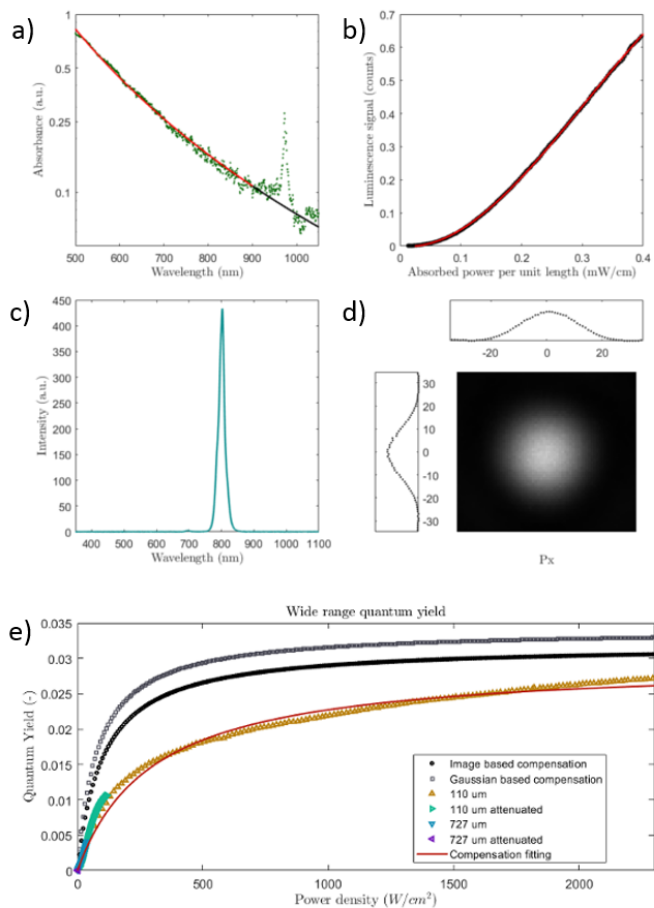 a)
1
0.5
0.25
0.1
Absorbance (a.u.)
500 600 700 800 900 1000
Wavelength (nm)
b)
0.7
0.6
0.5
0.4
0.3
0.2
0.1
0
Luminescence signal (counts)
0 0.1 0.2 0.3 0.4
Absorbed power per unit length (mW/cm)
c)
450
400
350
300
250
200
150
100
50
0
Intensity (a.u.)
400 500 600 700 800 900 1000 1100
Wavelength (nm)
d)
-20 0 20
30
20
10
0
-10
-20
-30
Px
e)
Wide range quantum yield
0.035
0.03
0.025
0.02
0.015
0.01
0.005
0
Quantum Yield (-)
Image based compensation
Gaussian based compensation
110 um
110 um attenuated
727 um
727 um attenuated
Compensation fitting
0 500 1000 1500 2000
Power density (W/cm²)